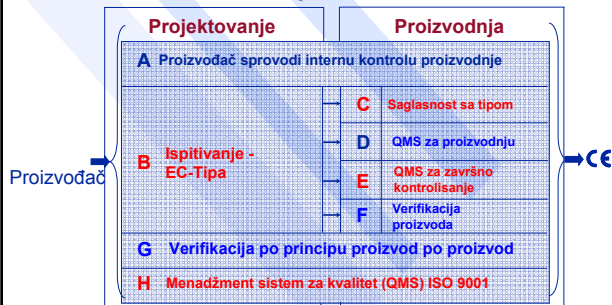 Projektovanje
Proizvodnja
A Proizvođač sprovodi internu kontrolu proizvodnje
Proizvođač
B Ispitivanje -
EC-Tipa
C Saglasnost sa tipom
D QMS za proizvodnju
E QMS za završno
kontrolisanje
F Verifikacija
proizvoda
CE
G Verifikacija po principu proizvod po proizvod
H Menadžment sistem za kvalitet (QMS) ISO 9001